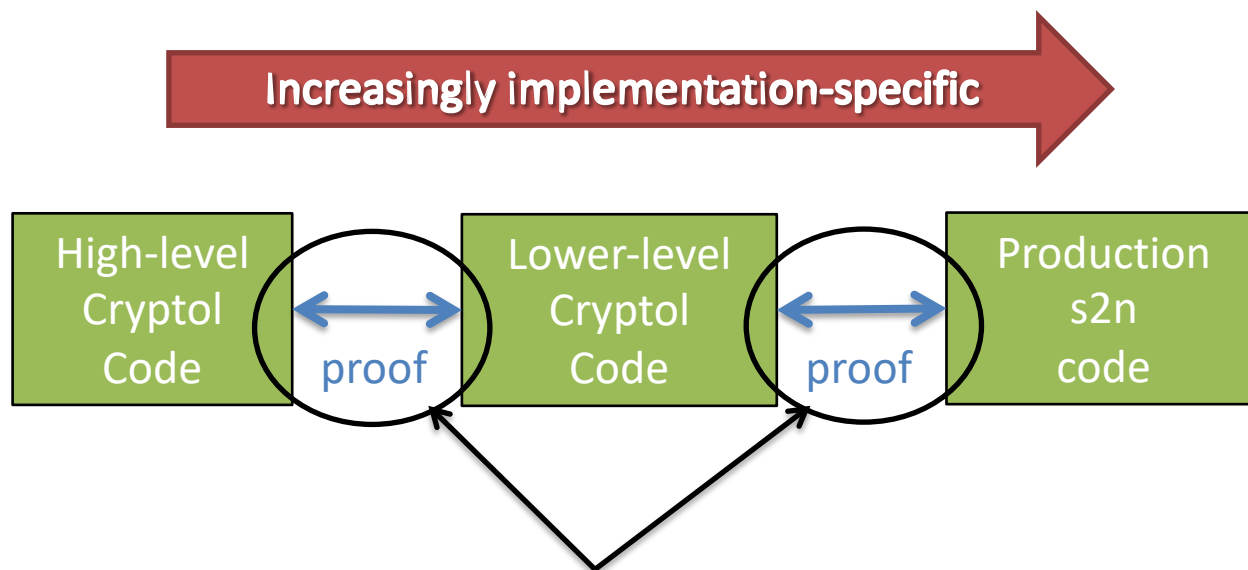 Increasingly implementation-specific
High-level
Cryptol
Code
proof
Lower-level
Cryptol
Code
proof
Production
s2n
code